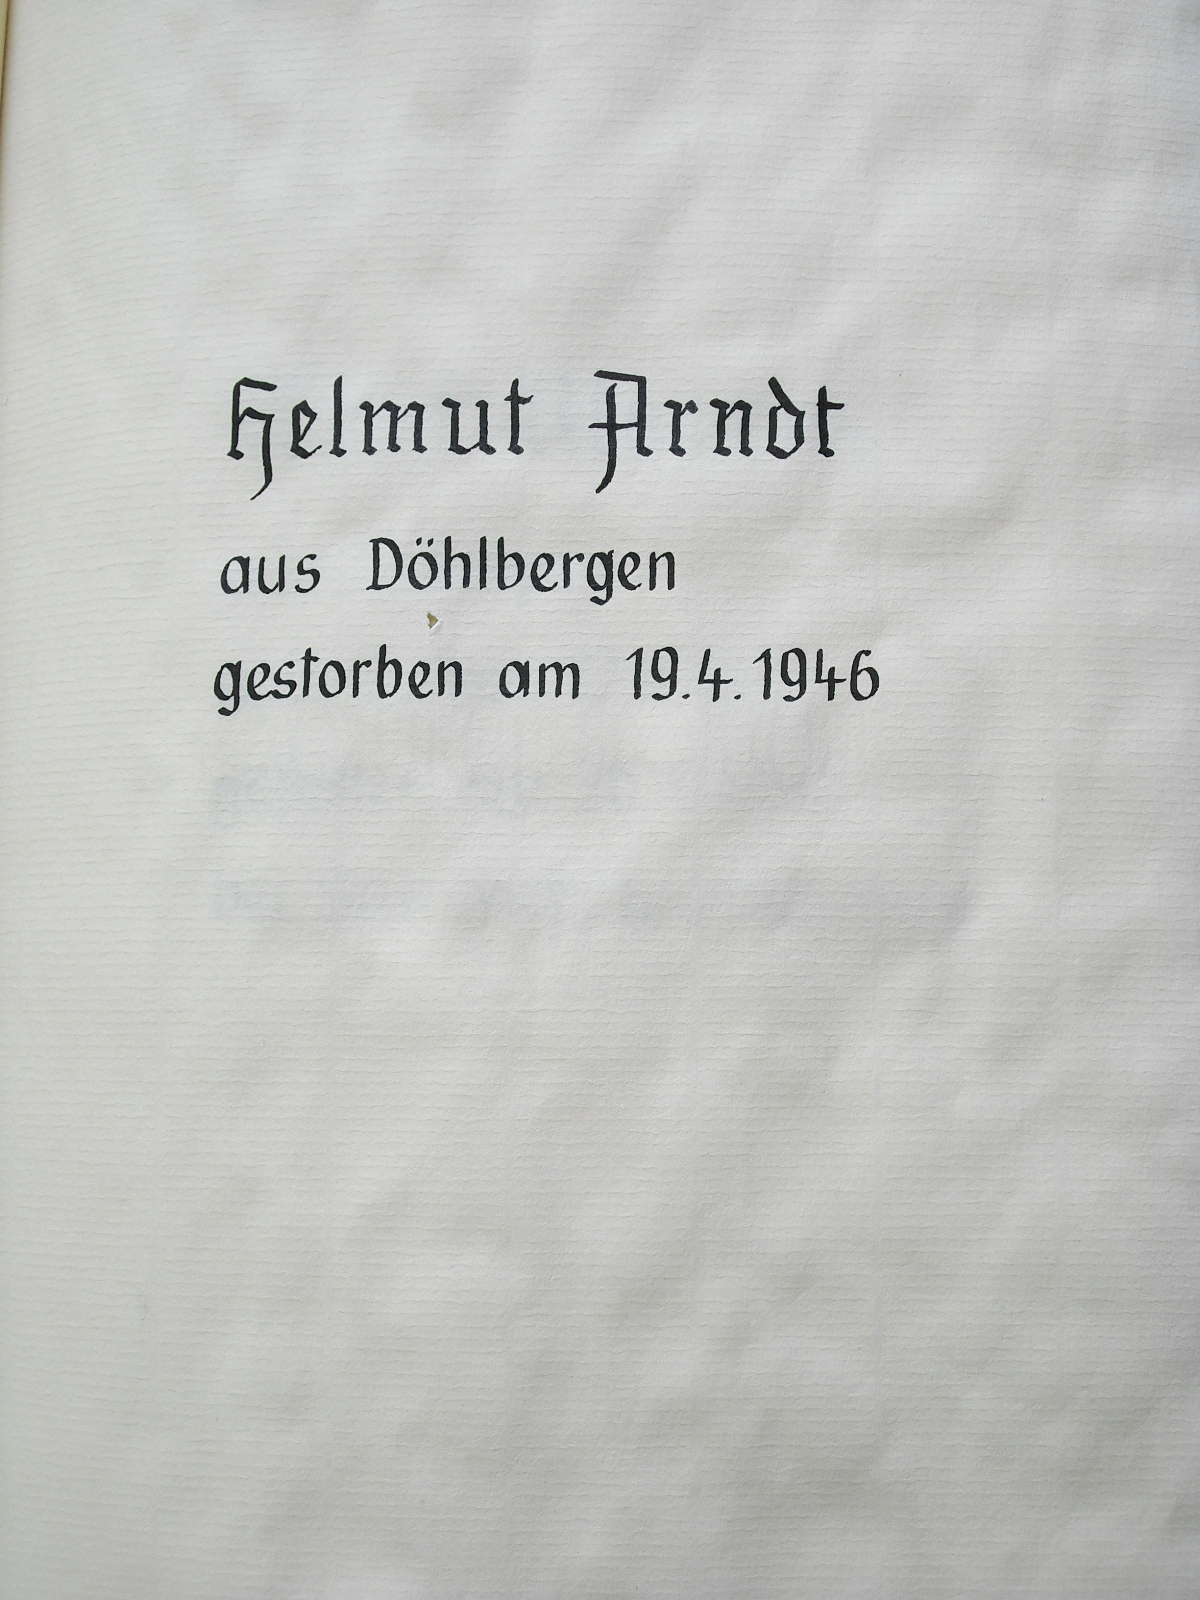 Helmut Arndt
aus Döhlbergen
gestorben am 19.4.1946